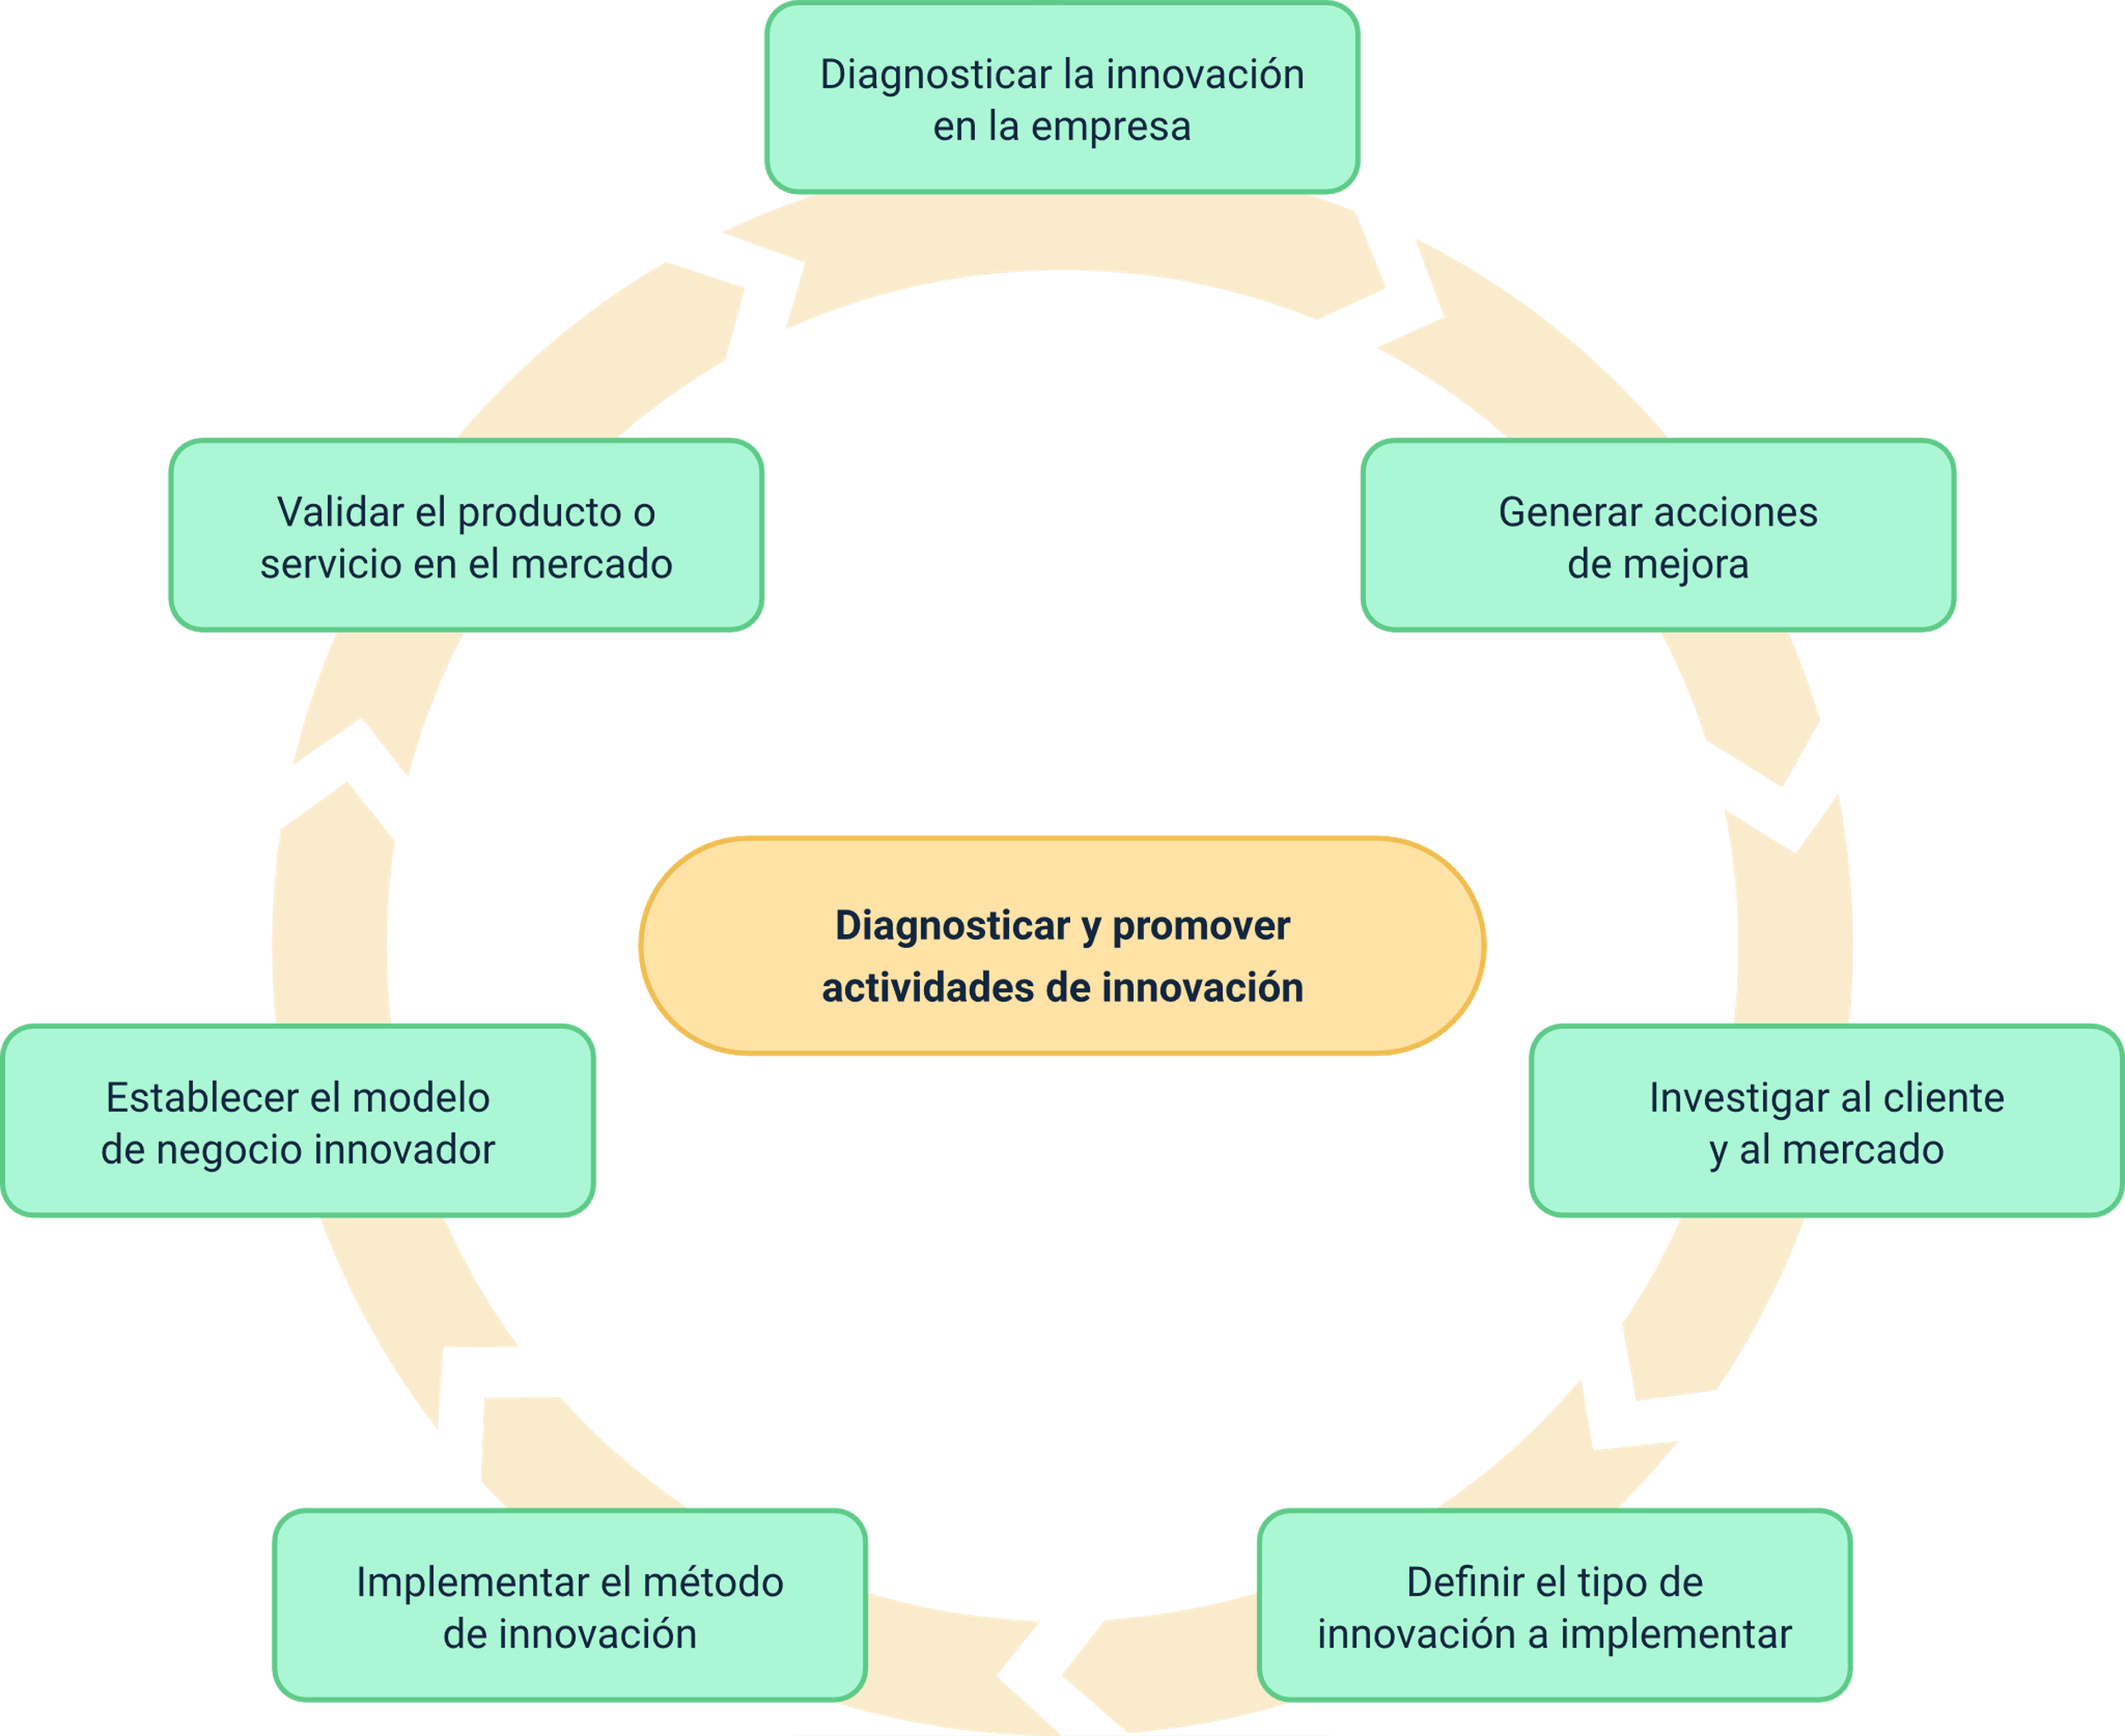 Diagnosticar la innovación
en la empresa
Generar acciones
de mejora
Investigar al cliente
y al mercado
Definir el tipo de
innovación a implementar
Implementar el método
de innovación
Establecer el modelo
de negocio innovador
Validar el producto o
servicio en el mercado
Diagnosticar y promover
actividades de innovación